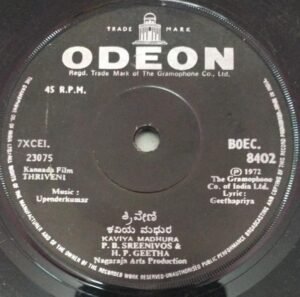 TRADE MARK
ODEON
Regd. Trade Mark of The Gramophone Co., Ltd.
45 R.P.M.
7XCEI.
23075
Kannada Film
THRIVENI
Music :
Upenderkumar
BOEC.
8402
℗ 1972
The Gramophone
Co. of India Ltd.
Lyric :
Geethapriya
ತ್ರಿವೇಣಿ
ಕವಿಯ ಮಧುರ
KAVIYA MADHURA
P. B. SREENIVOS &
H. P. GEETHA
Nagaraja Arts Production